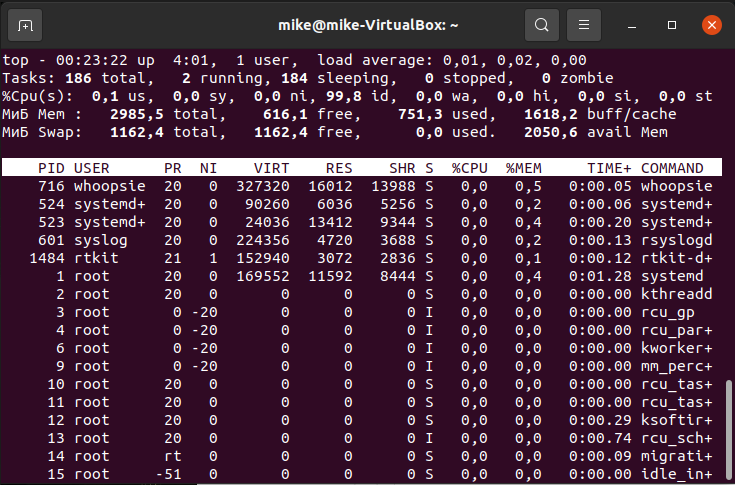 mike@mike-VirtualBox: ~
top - 00:23:22 up  4:01,  1 user,  load average: 0,01, 0,02, 0,00
Tasks: 186 total,   2 running, 184 sleeping,   0 stopped,   0 zombie
%Cpu(s):  0,1 us,  0,0 sy,  0,0 ni, 99,8 id,  0,0 wa,  0,0 hi,  0,0 si,  0,0 st
МиБ Mem :   2985,5 total,    616,1 free,    751,3 used,   1618,2 buff/cache
МиБ Swap:   1162,4 total,   1162,4 free,      0,0 used.   2050,6 avail Mem
    PID USER      PR  NI    VIRT    RES    SHR S  %CPU  %MEM     TIME+ COMMAND
    716 whoopsie  20   0  327320  16012  13988 S   0,0   0,5   0:00.05 whoopsie
    524 systemd+  20   0   90260   6036   5256 S   0,0   0,2   0:00.06 systemd+
    523 systemd+  20   0   24036  13412   9344 S   0,0   0,4   0:00.20 systemd+
    601 syslog    20   0  224356   4720   3688 S   0,0   0,2   0:00.13 rsyslogd
   1484 rtkit     21   1  152940   3072   2836 S   0,0   0,1   0:00.12 rtkit-d+
      1 root      20   0  169552  11592   8444 S   0,0   0,4   0:01.28 systemd
      2 root      20   0       0      0      0 S   0,0   0,0   0:00.00 kthreadd
      3 root       0 -20       0      0      0 I   0,0   0,0   0:00.00 rcu_gp
      4 root       0 -20       0      0      0 I   0,0   0,0   0:00.00 rcu_par+
      6 root       0 -20       0      0      0 I   0,0   0,0   0:00.00 kworker+
      9 root       0 -20       0      0      0 I   0,0   0,0   0:00.00 mm_perc+
     10 root      20   0       0      0      0 S   0,0   0,0   0:00.00 rcu_tas+
     11 root      20   0       0      0      0 S   0,0   0,0   0:00.00 rcu_tas+
     12 root      20   0       0      0      0 S   0,0   0,0   0:00.29 ksoftir+
     13 root      20   0       0      0      0 I   0,0   0,0   0:00.74 rcu_sch+
     14 root      rt   0       0      0      0 S   0,0   0,0   0:00.09 migrati+
     15 root     -51   0       0      0      0 S   0,0   0,0   0:00.00 idle_in+